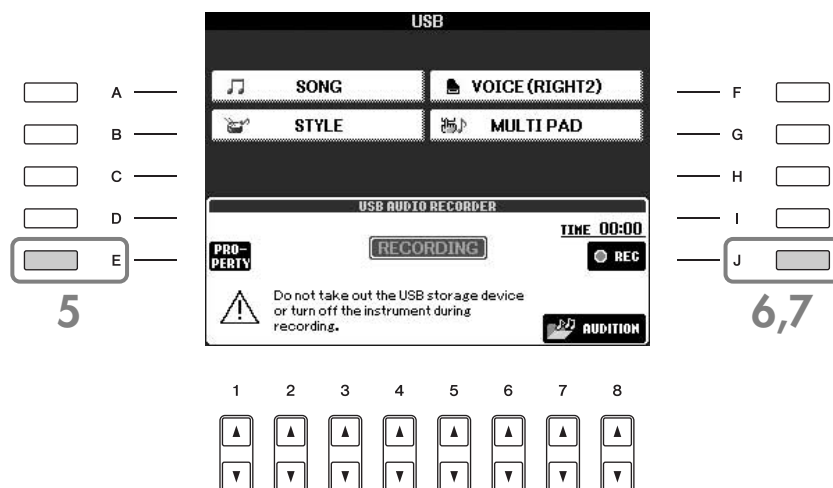 USB
A
SONG
VOICE (RIGHT2)
F
B
STYLE
MULTI PAD
G
C
H
D
USB AUDIO RECORDER
I
TIME 00:00
E
PRO-
PERTY
RECORDING
REC
J
5
Do not take out the USB storage device
or turn off the instrument during
recording.
AUDITION
6,7
1 2 3 4 5 6 7 8